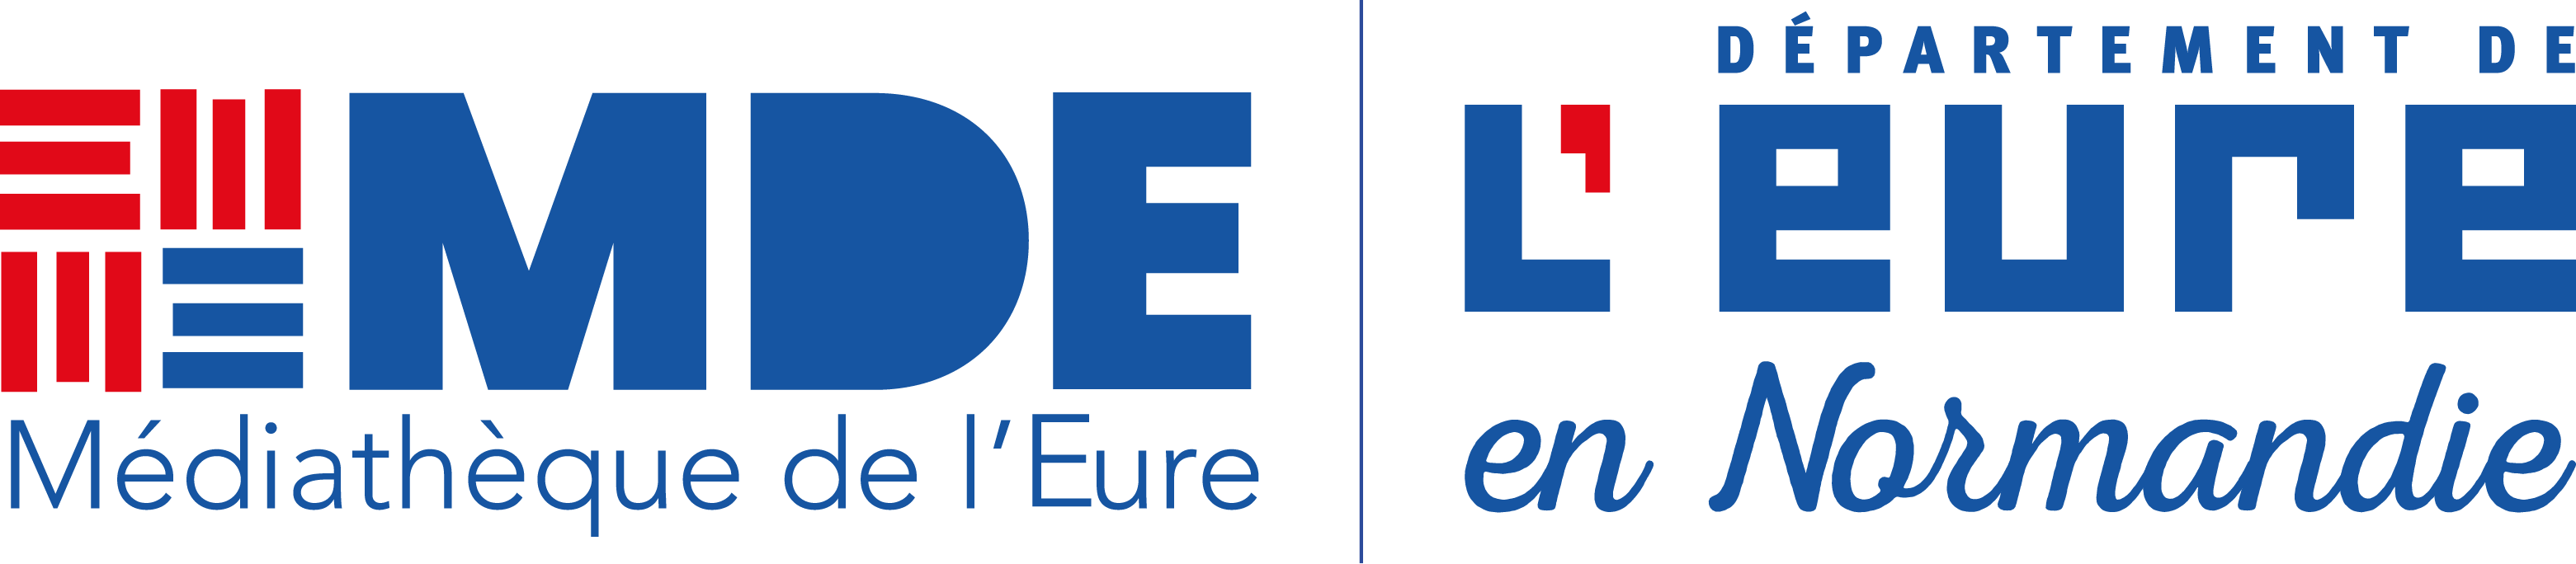 MDE
Médiathèque de l'Eure
DÉPARTEMENT DE
L'eure
en Normandie